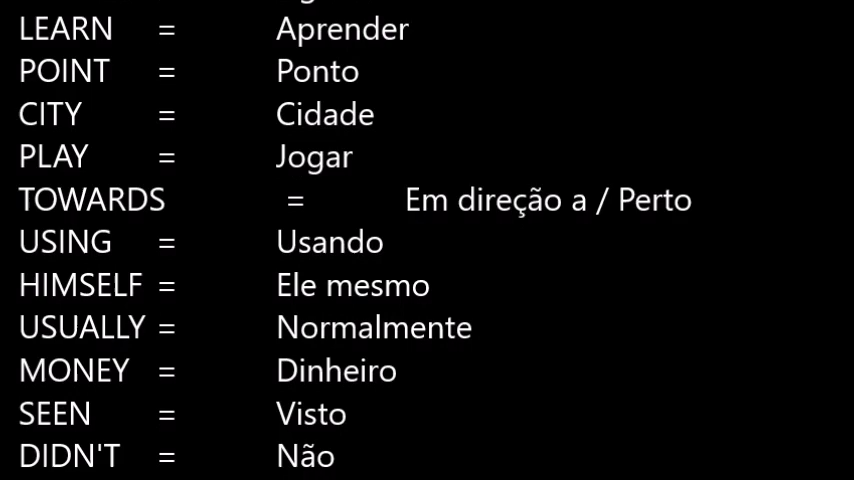 LEARN = Aprender
POINT = Ponto
CITY = Cidade
PLAY = Jogar
TOWARDS = Em direção a / Perto
USING = Usando
HIMSELF = Ele mesmo
USUALLY = Normalmente
MONEY = Dinheiro
SEEN = Visto
DIDN'T = Não